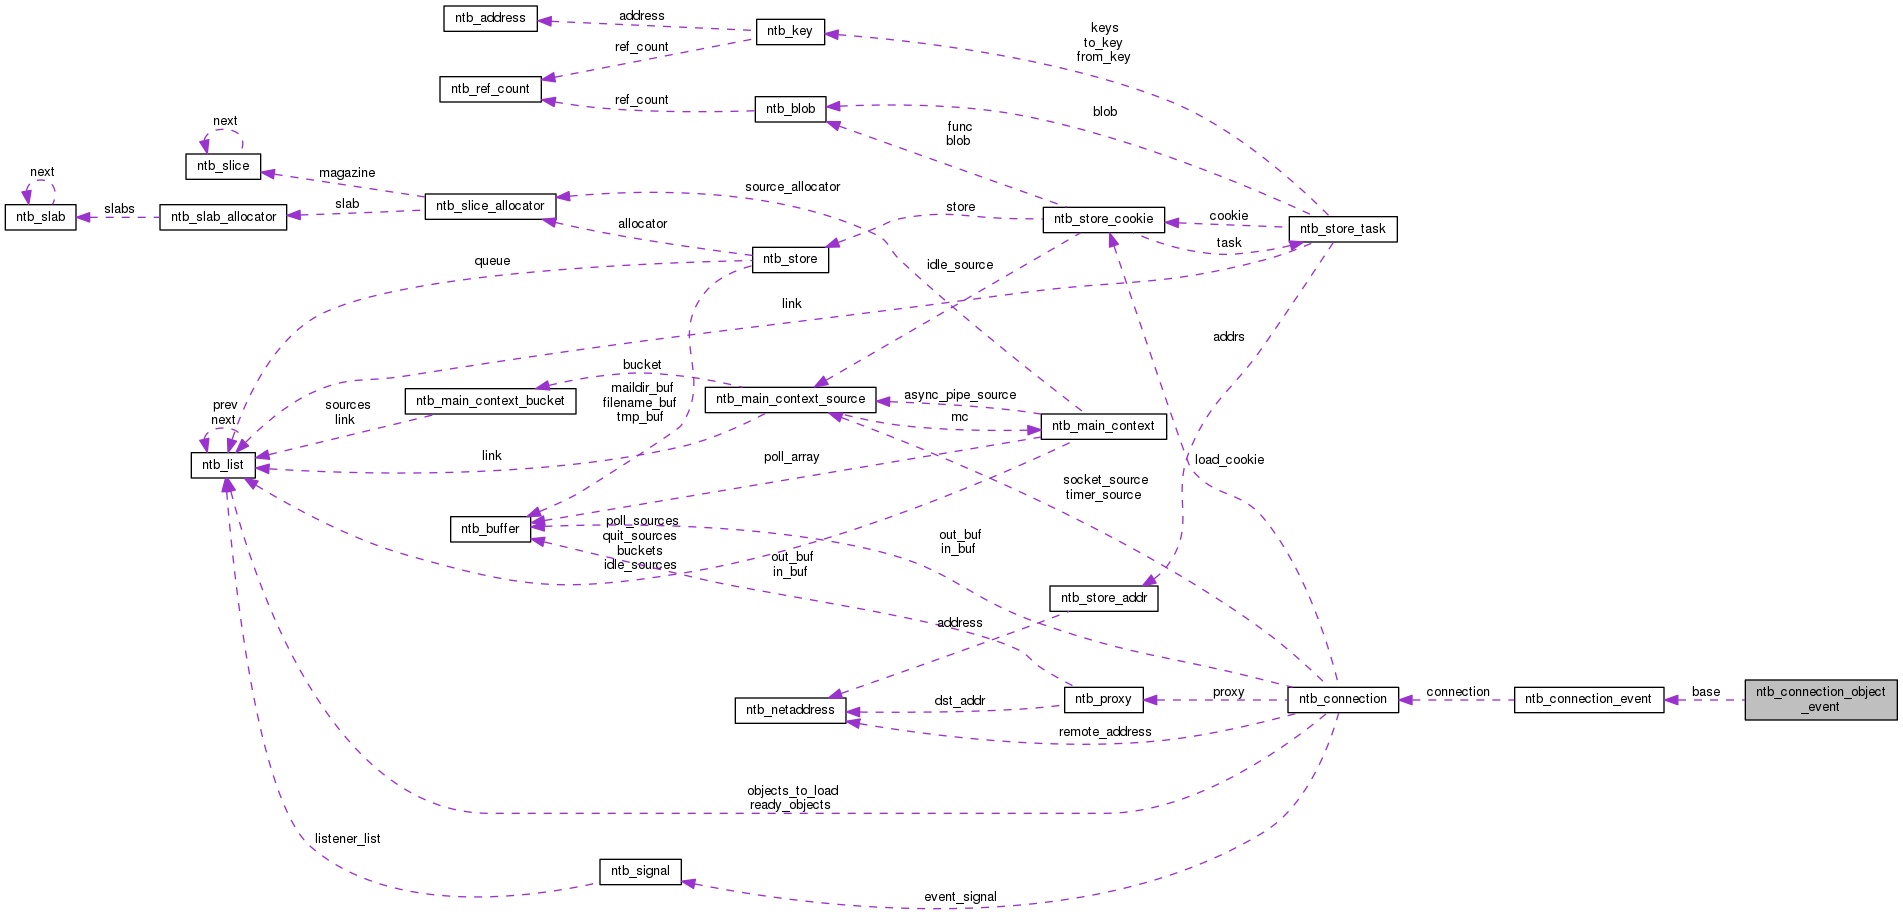 ntb_address
address
ntb_key
keys
to_key
from_key
ref_count
ntb_ref_count
ref_count
ntb_blob
blob
func
blob
next
ntb_slice
magazine
next
ntb_slab
slabs
ntb_slab_allocator
slab
ntb_slice_allocator
source_allocator
allocator
store
ntb_store_cookie
cookie
task
ntb_store_task
ntb_store
queue
idle_source
link
addrs
bucket
ntb_main_context_bucket
maildir_buf
filename_buf
tmp_buf
ntb_main_context_source
async_pipe_source
mc
ntb_main_context
prev
next
sources
link
ntb_list
link
poll_array
load_cookie
socket_source
timer_source
ntb_buffer
poll_sources
quit_sources
buckets
idle_sources
out_buf
in_buf
out_buf
in_buf
ntb_store_addr
address
ntb_netaddress
dst_addr
ntb_proxy
proxy
ntb_connection
connection
ntb_connection_event
base
ntb_connection_object
_event
remote_address
objects_to_load
ready_objects
listener_list
ntb_signal
event_signal